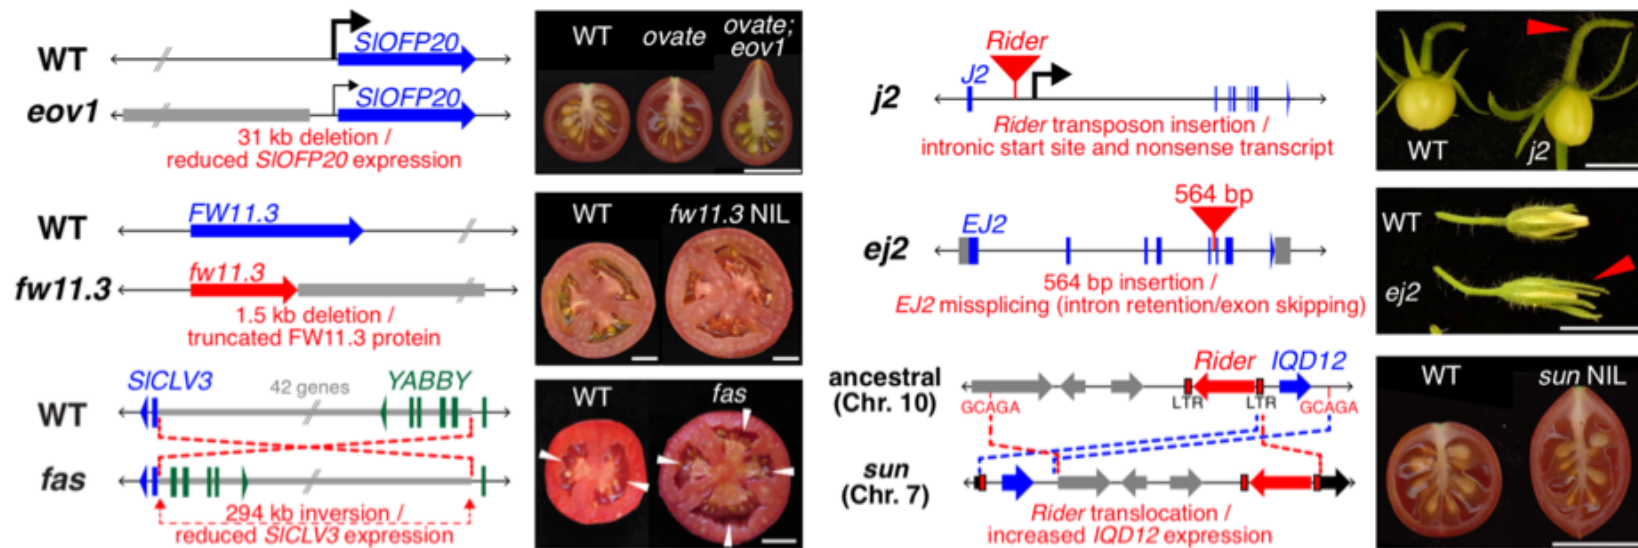 WT
SlOFP20
eov1
SlOFP20
31 kb deletion /
reduced SlOFP20 expression
WT
ovate
ovate;
eov1
WT
FW11.3
fw11.3
fw11.3
1.5 kb deletion /
truncated FW11.3 protein
WT
fw11.3 NIL
WT
SlCLV3
42 genes
YABBY
fas
294 kb inversion /
reduced SlCLV3 expression
WT
fas
j2
J2
Rider
Rider transposon insertion /
intronic start site and nonsense transcript
WT
j2
ej2
EJ2
564 bp
564 bp insertion /
EJ2 missplicing (intron retention/exon skipping)
WT
ej2
ancestral
(Chr. 10)
Rider
IQD12
GCAGA
LTR
LTR
GCAGA
sun
(Chr. 7)
Rider translocation /
increased IQD12 expression
WT
sun NIL